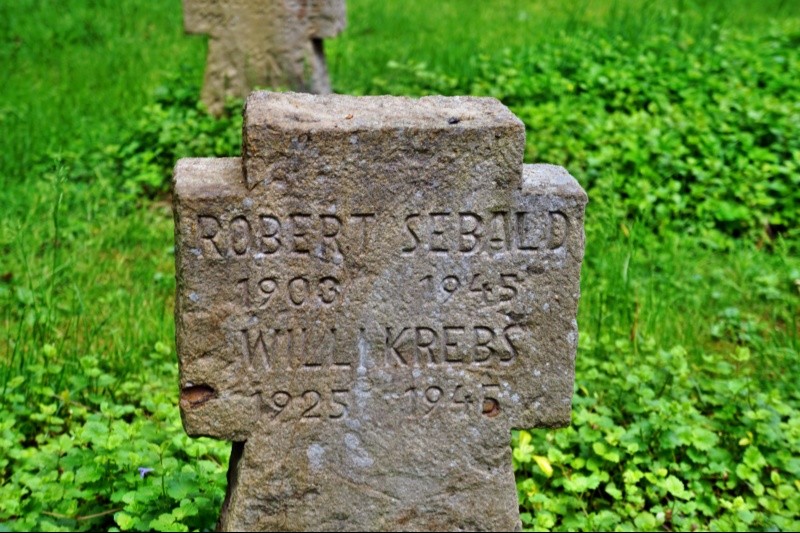 ROBERT SEBALD
1903 1945
WILLI KREBS
1925 1945